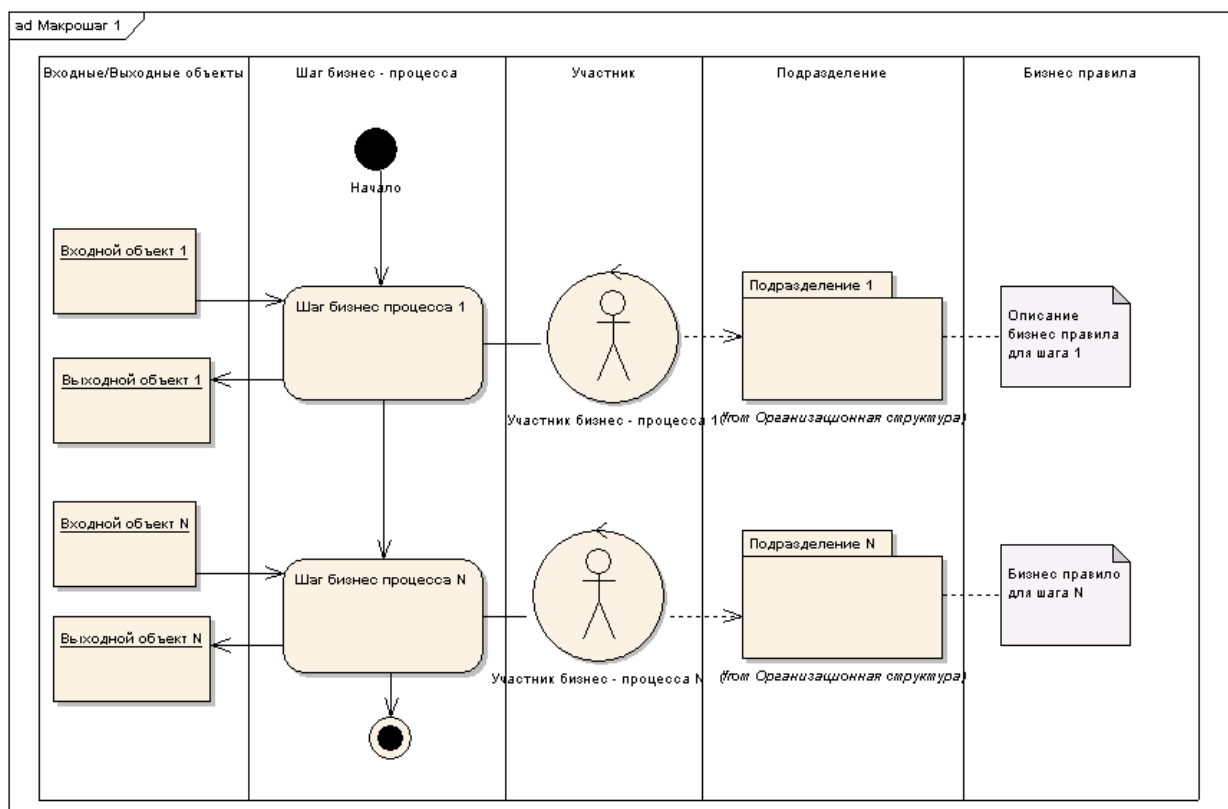 ad Макрошаг 1
Входные/Выходные объекты
Шаг бизнес - процесса
Участник
Подразделение
Бизнес правила
Начало
Входной объект 1
Шаг бизнес процесса 1
Подразделение 1
Описание
бизнес правила
для шага 1
Выходной объект 1
Участник бизнес - процесса 1
(from Организационная структура)
Входной объект N
Шаг бизнес процесса N
Подразделение N
Бизнес правило
для шага N
Выходной объект N
Участник бизнес - процесса N
(from Организационная структура)